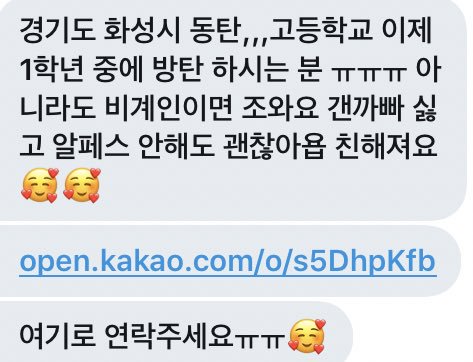 경기도 화성시 동탄,,,고등학교 이제
1학년 중에 방탄 하시는 분 ㅠㅠㅠ 아
니라도 비계인이면 조와요 갠까빠 싫
고 알페스 안해도 괜찮아욥 친해져요
🥰🥰
open.kakao.com/o/s5DhpKfb
여기로 연락주세요ㅠㅠ🥰